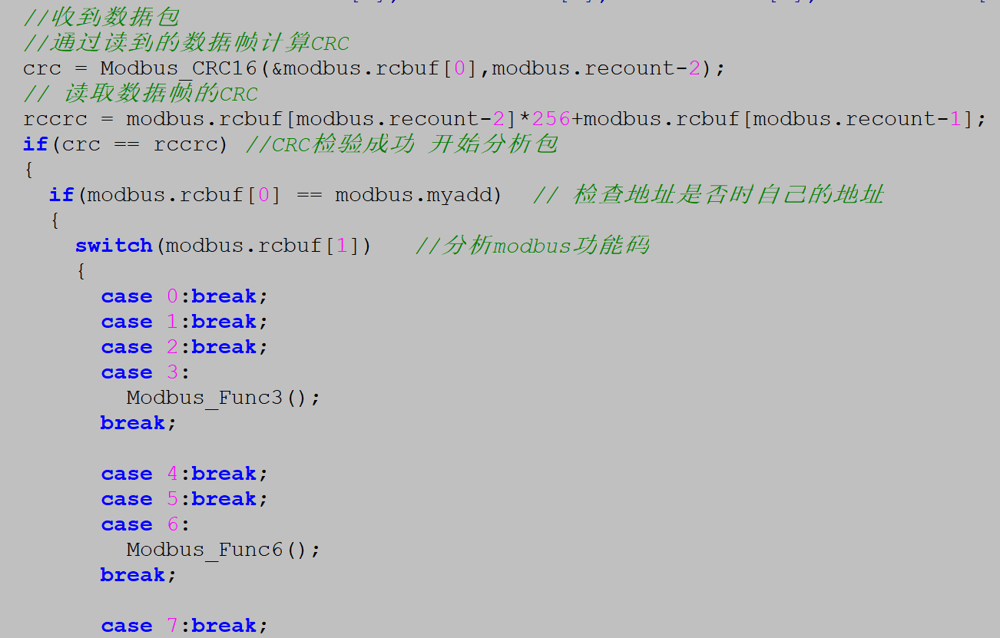 //收到数据包
//通过读到的数据帧计算CRC
crc = Modbus_CRC16(&modbus.rcbuf[0],modbus.recount-2);
// 读取数据帧的CRC
rccrc = modbus.rcbuf[modbus.recount-2]*256+modbus.rcbuf[modbus.recount-1];
if(crc == rccrc) //CRC检验成功 开始分析包
{
if(modbus.rcbuf[0] == modbus.myadd)  // 检查地址是否时自己的地址
{
switch(modbus.rcbuf[1])   //分析modbus功能码
{
case 0:break;
case 1:break;
case 2:break;
case 3:
Modbus_Func3();
break;
case 4:break;
case 5:break;
case 6:
Modbus_Func6();
break;
case 7:break;